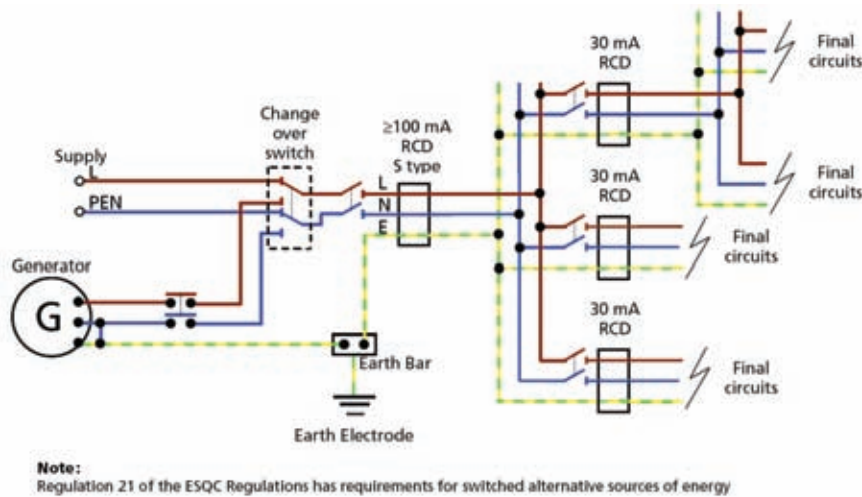 30 mA
RCD
Final
circuits
Change
over
switch
≥100 mA
RCD
S type
Supply
L
PEN
L
N
E
30 mA
RCD
Final
circuits
Final
circuits
Generator
G
30 mA
RCD
Earth Bar
Final
circuits
Earth Electrode
Note:
Regulation 21 of the ESQC Regulations has requirements for switched alternative sources of energy